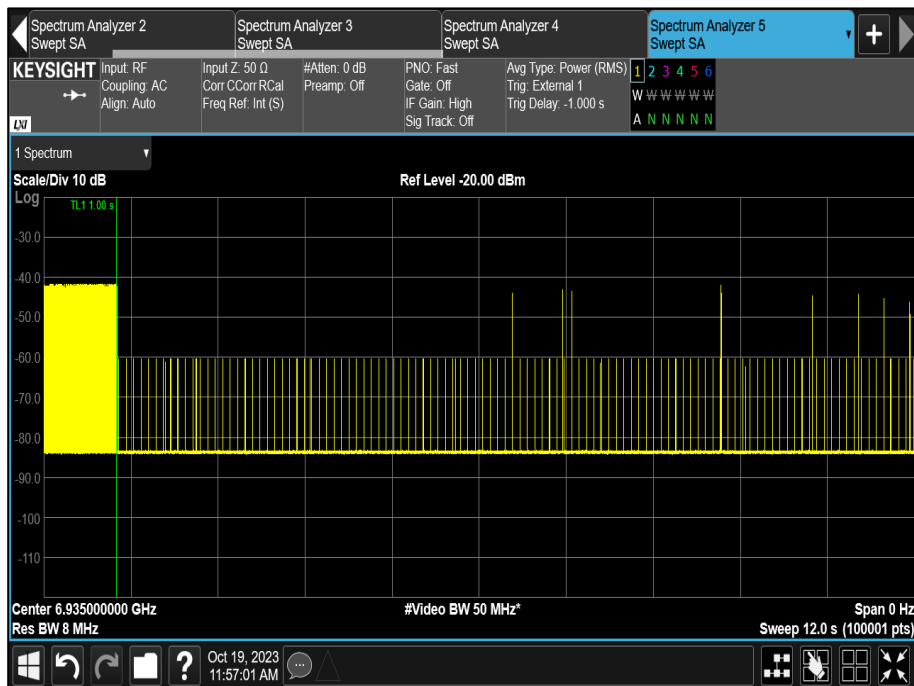 Spectrum Analyzer 2
Swept SA
Spectrum Analyzer 3
Swept SA
Spectrum Analyzer 4
Swept SA
Spectrum Analyzer 5
Swept SA
+
KEYSIGHT
LXI
Input: RF
Coupling: AC
Align: Auto
Input Z: 50 Ω
Corr CCorr RCal
Freq Ref: Int (S)
#Atten: 0 dB
Preamp: Off
PNO: Fast
Gate: Off
IF Gain: High
Sig Track: Off
Avg Type: Power (RMS)
Trig: External 1
Trig Delay: -1.000 s
1 2 3 4 5 6
W W W W W W
A N N N N N
1 Spectrum
Scale/Div 10 dB
Ref Level -20.00 dBm
Log
TL1 1.00 s
-30.0
-40.0
-50.0
-60.0
-70.0
-80.0
-90.0
-100
-110
Center 6.935000000 GHz
#Video BW 50 MHz*
Span 0 Hz
Res BW 8 MHz
Sweep 12.0 s (100001 pts)
?
Oct 19, 2023
11:57:01 AM